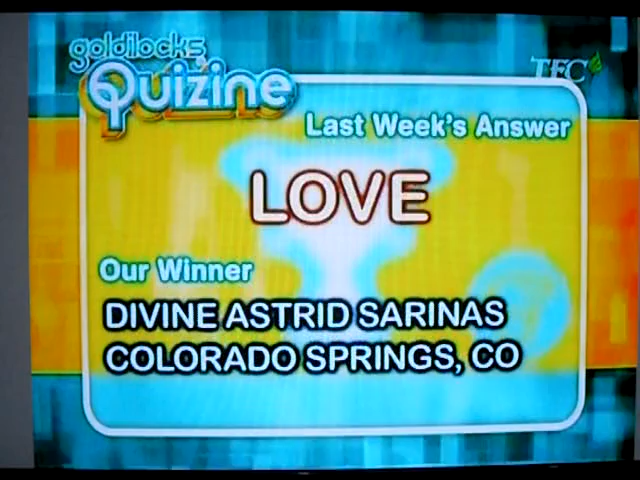 goldilocks
Quizine
TFC
Last Week's Answer
LOVE
Our Winner
DIVINE ASTRID SARINAS
COLORADO SPRINGS, CO